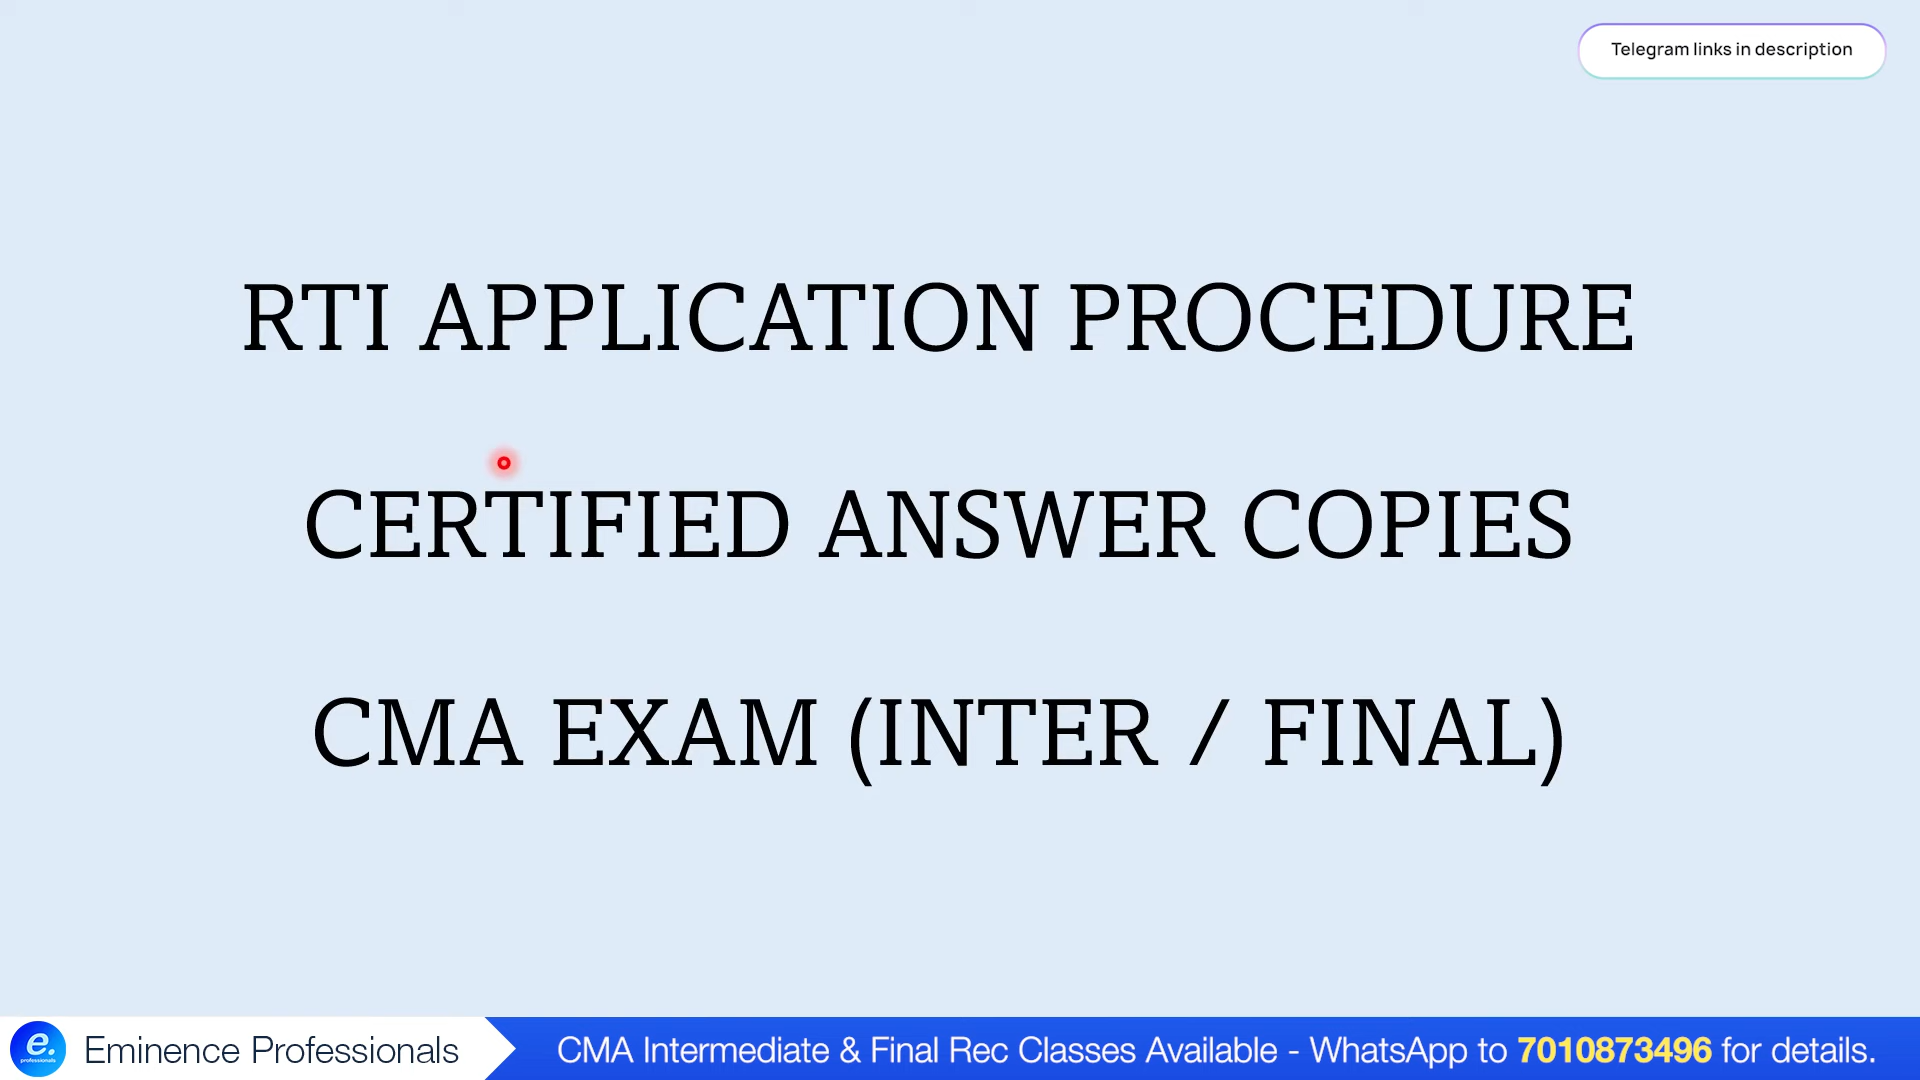 Telegram links in description
RTI APPLICATION PROCEDURE
CERTIFIED ANSWER COPIES
CMA EXAM (INTER / FINAL)
e.
professionals
Eminence Professionals
CMA Intermediate & Final Rec Classes Available - WhatsApp to 7010873496 for details.